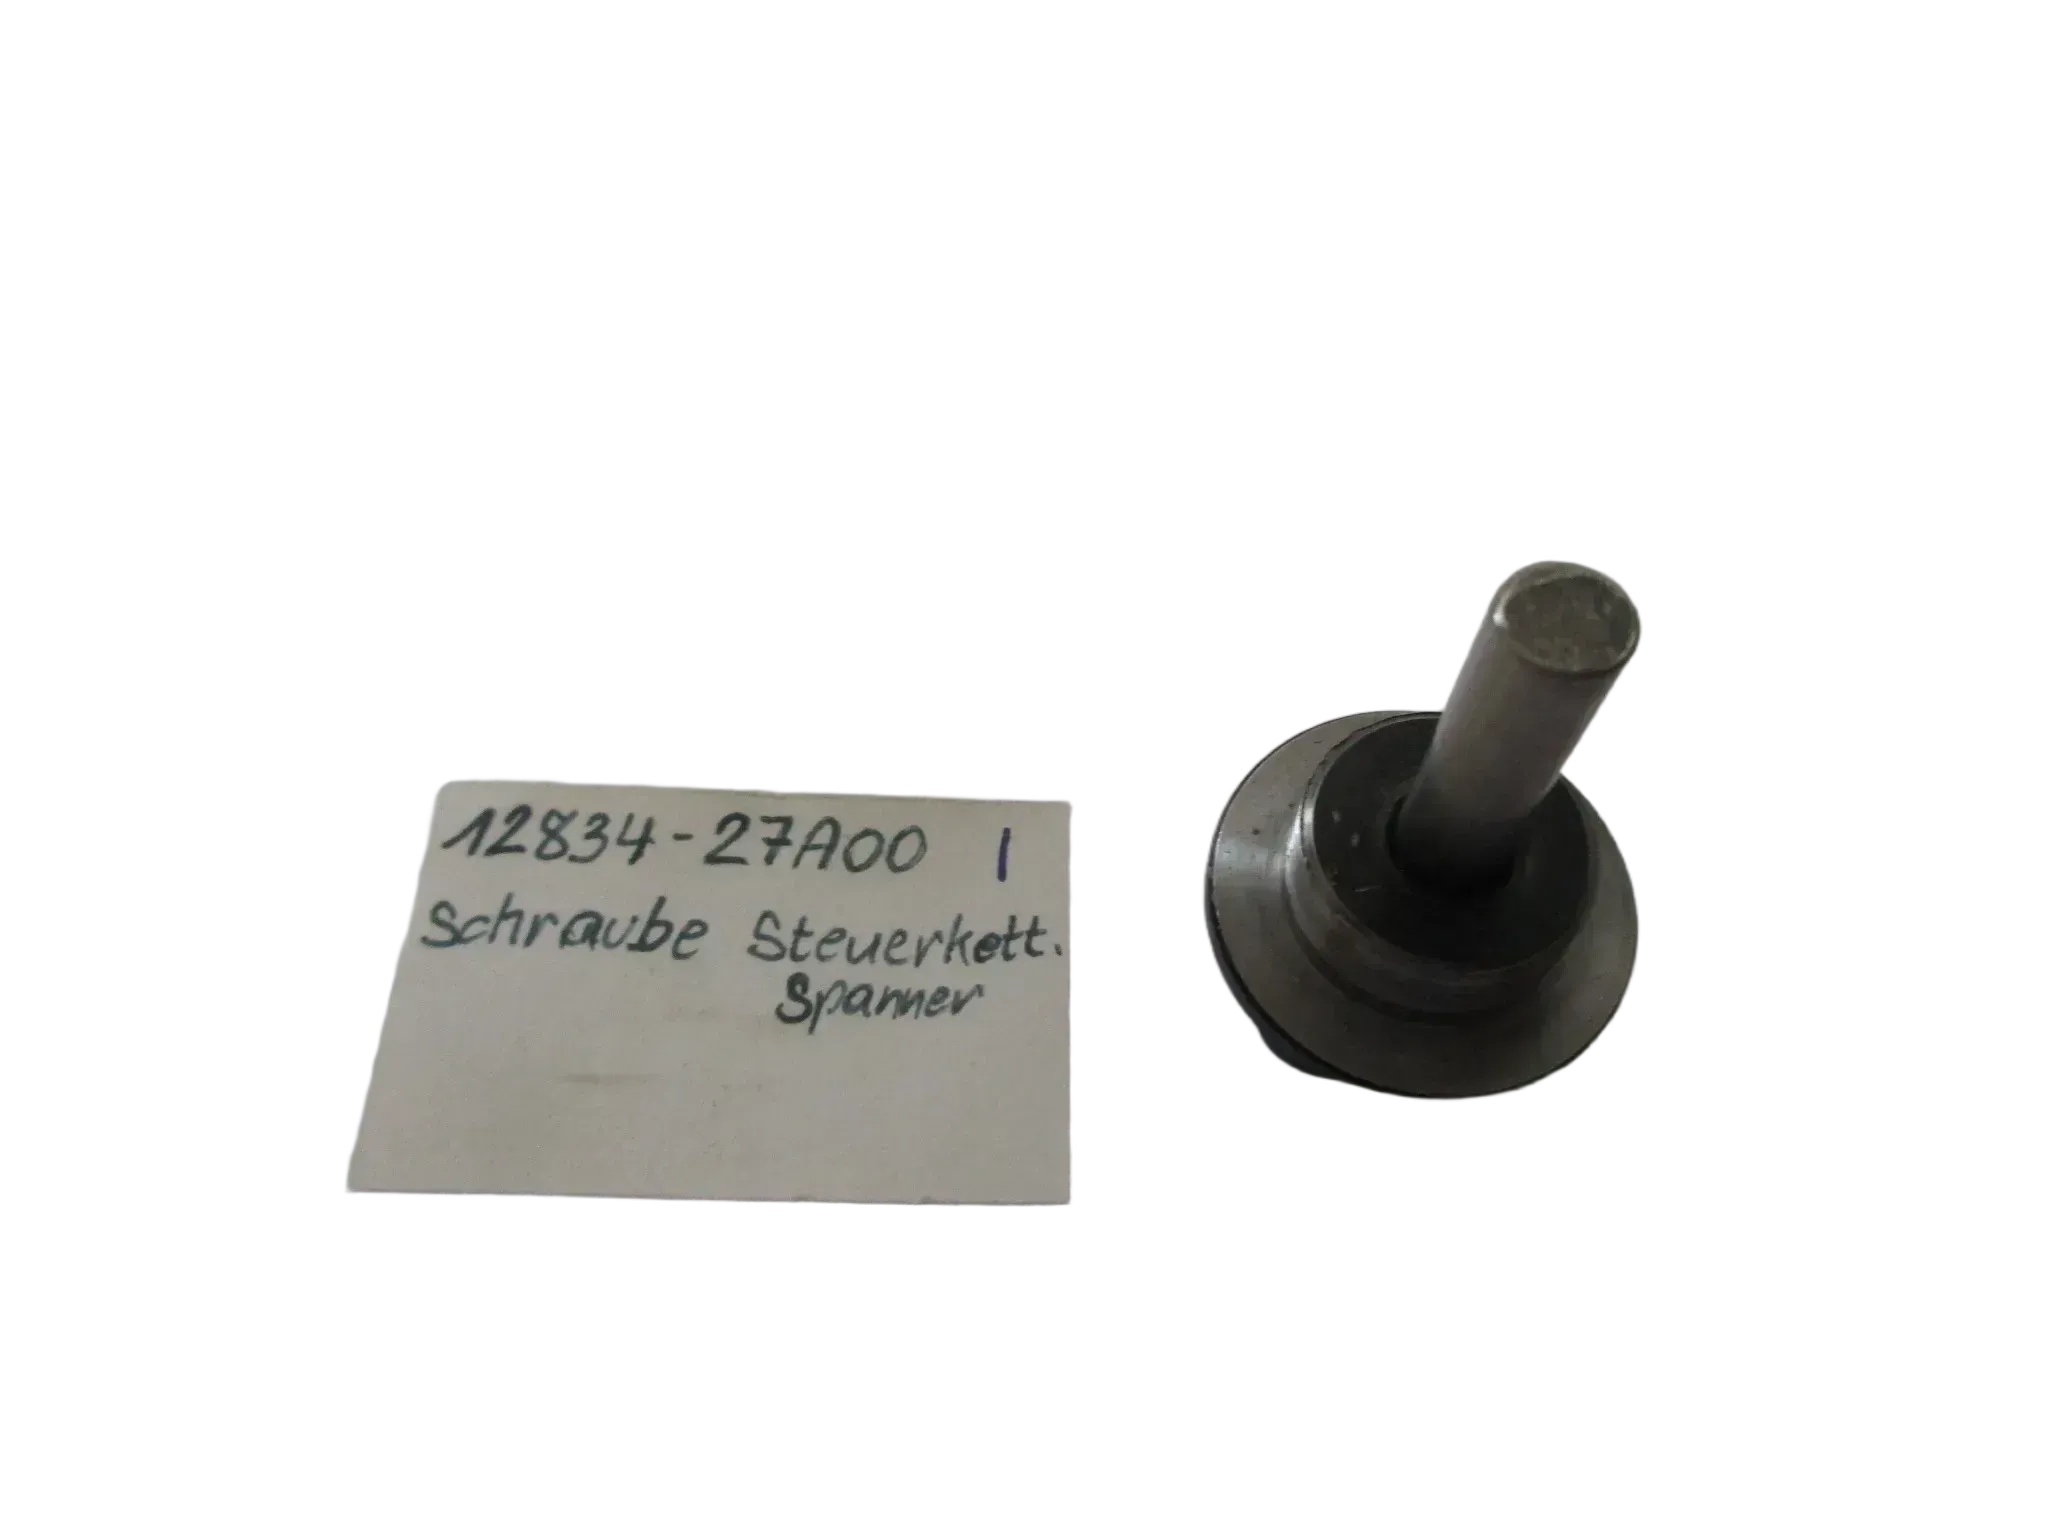 12834-27A00 1
Schraube Steuerkett.
Spanner